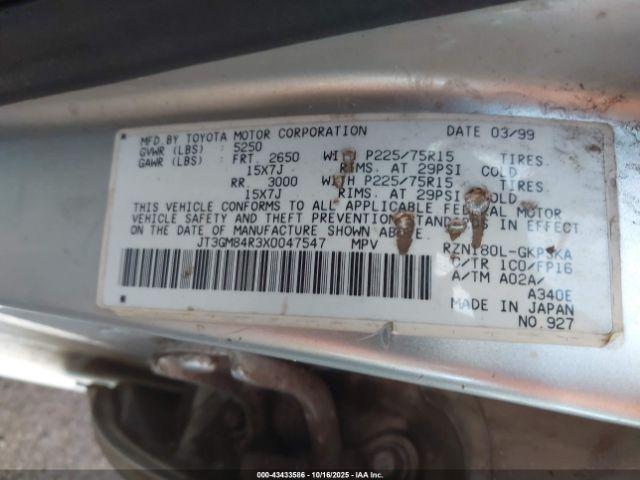 MFD.BY TOYOTA MOTOR CORPORATION DATE 03/99
GVWR (LBS) : 5250
GAWR (LBS) : FRT. 2650 WITH P225/75R15 TIRES
15X7J RIMS. AT 29PSI COLD
RR. 3000 WITH P225/75R15 TIRES
15X7J RIMS. AT 29PSI COLD
THIS VEHICLE CONFORMS TO ALL APPLICABLE FEDERAL MOTOR
VEHICLE SAFETY AND THEFT PREVENTION STANDARDS IN EFFECT
ON THE DATE OF MANUFACTURE SHOWN ABOVE.
JT3GM84R3X0047547 MPV RZN180L-GKPSKA
C/TR 1C0/FP16
A/TM A02A/
A340E
MADE IN JAPAN
NO.927
000-43433586 | 10/16/2025 | IAA, Inc.